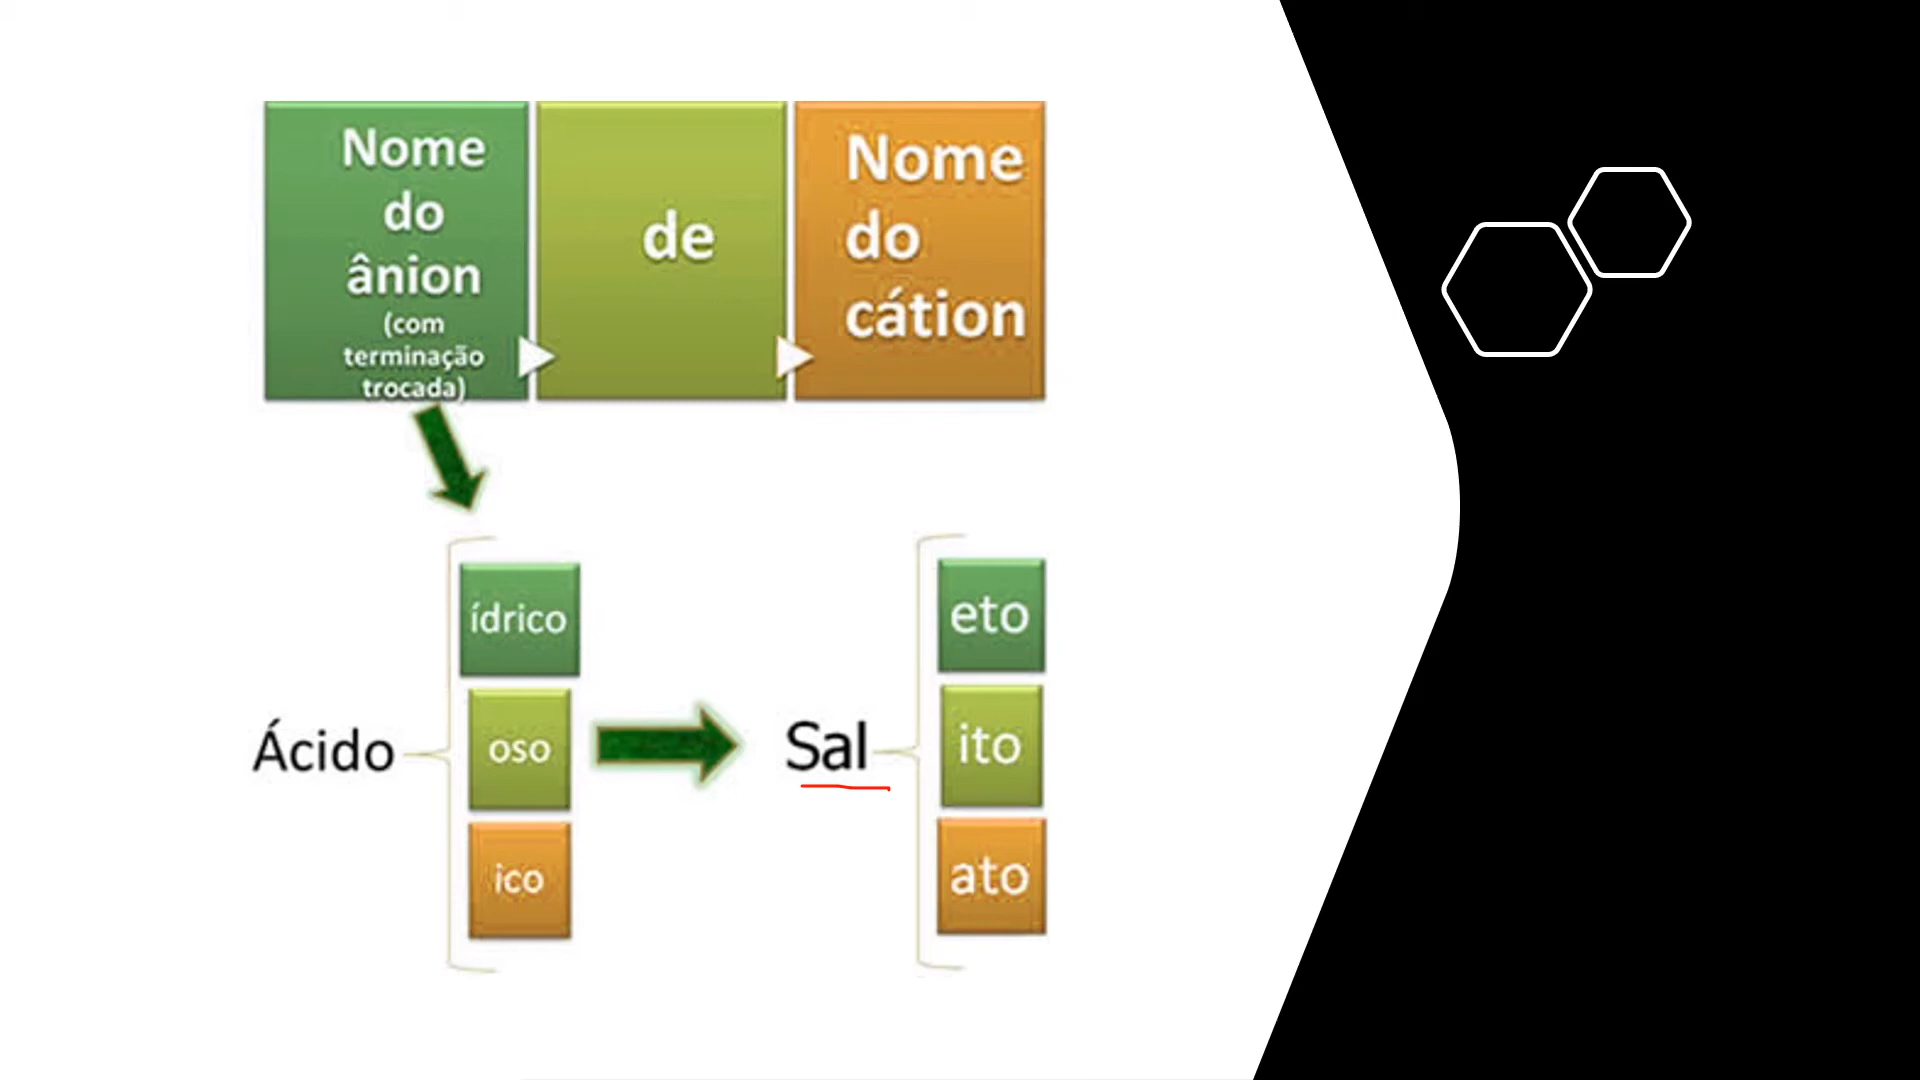 Nome
do
ânion
(com
terminação
trocada)
de
Nome
do
cátion
Ácido
ídrico
oso
ico
Sal
eto
ito
ato